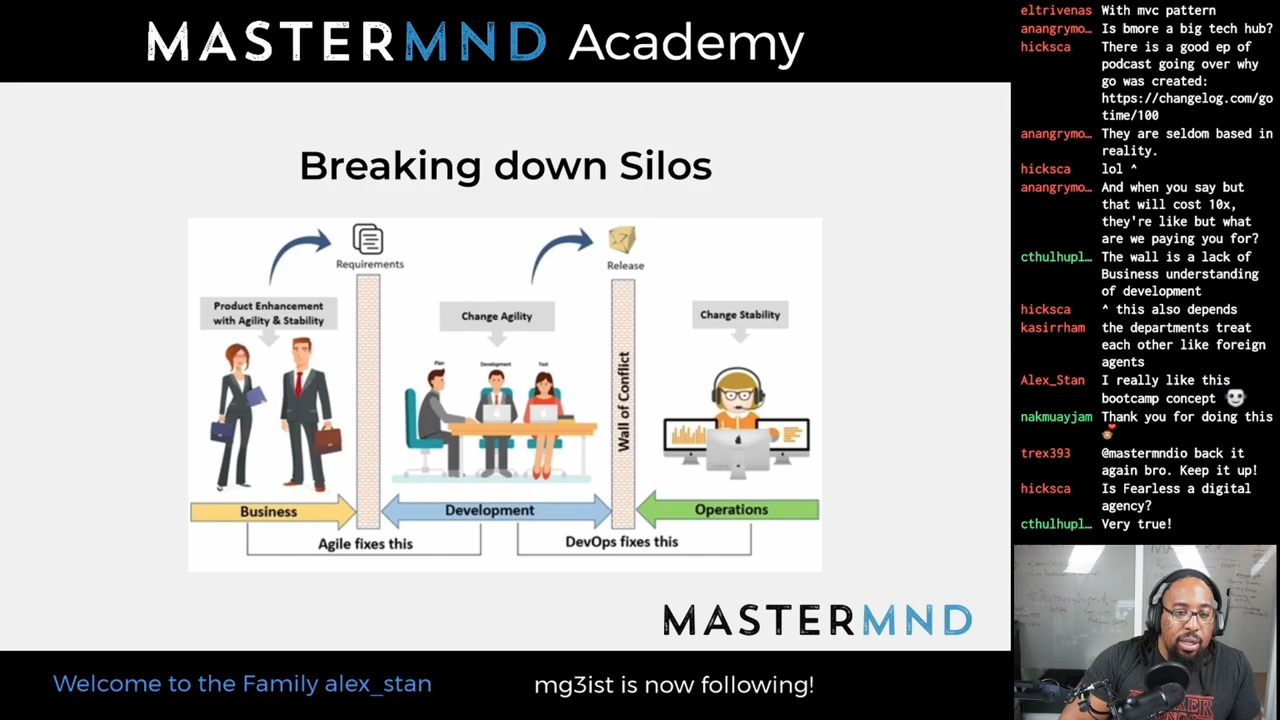 MASTERMND Academy
Breaking down Silos
Requirements
Release
Product Enhancement
with Agility & Stability
Change Agility
Change Stability
Plan
Development
Test
Wall of Conflict
Business
Development
Operations
Agile fixes this
DevOps fixes this
MASTERMND
Welcome to the Family alex_stan
mg3ist is now following!
eltrivenas With mvc pattern
anangrymo… Is bmore a big tech hub?
hicksca There is a good ep of
podcast going over why
go was created:
https://changelog.com/go
time/100
anangrymo… They are seldom based in
reality.
hicksca lol ^
anangrymo… And when you say but
that will cost 10x,
they're like but what
are we paying you for?
cthulhupl… The wall is a lack of
Business understanding
of development
hicksca ^ this also depends
kasirrham the departments treat
each other like foreign
agents
Alex_Stan I really like this
bootcamp concept
nakmuayjam Thank you for doing this
trex393 @mastermndio back it
again bro. Keep it up!
hicksca Is Fearless a digital
agency?
cthulhupl… Very true!